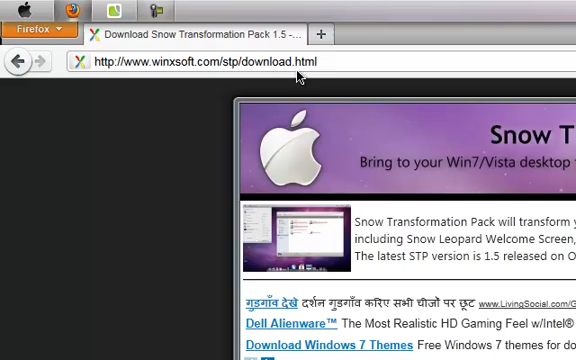 Firefox
Download Snow Transformation Pack 1.5 -...
http://www.winxsoft.com/stp/download.html
Snow T
Bring to your Win7/Vista desktop
Snow Transformation Pack will transform y
including Snow Leopard Welcome Screen,
The latest STP version is 1.5 released on O
गुडगाँव देखे दर्शन गुडगाँव करिए सभी चीजों पर छूट www.LivingSocial.com/G
Dell Alienware™ The Most Realistic HD Gaming Feel w/Intel®
Download Windows 7 Themes Free Windows 7 themes for do